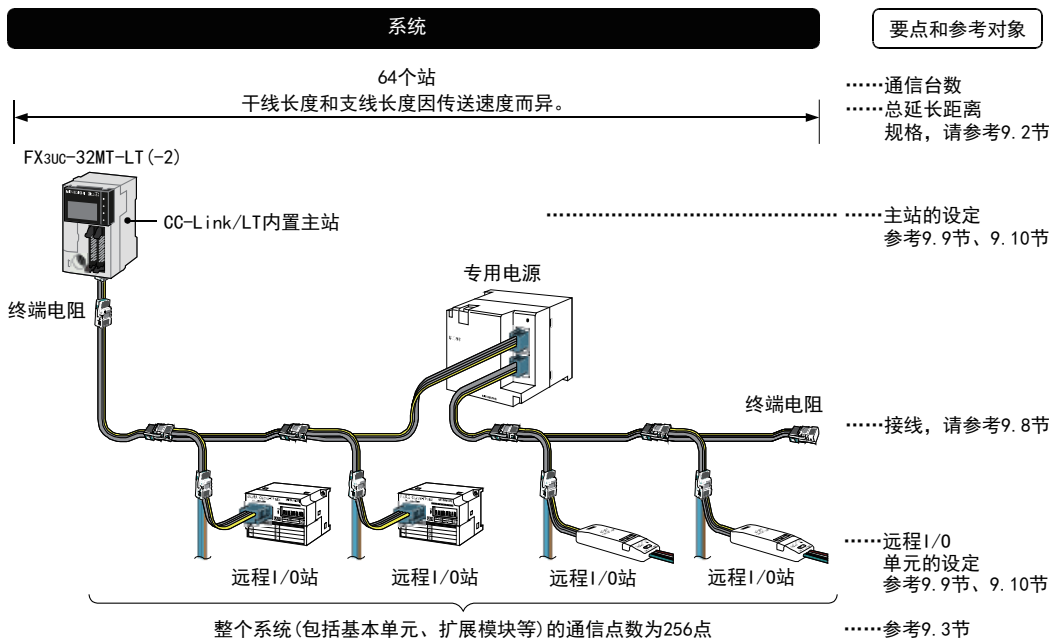 系统
要点和参考对象
64个站
干线长度和支线长度因传送速度而异。
……通信台数
……总延长距离
规格，请参考9.2节
FX3UC-32MT-LT(-2)
CC-Link/LT内置主站
……主站的设定
参考9.9节、9.10节
专用电源
终端电阻
终端电阻
……接线，请参考9.8节
……远程I/O
单元的设定
参考9.9节、9.10节
远程I/O站
远程I/O站
远程I/O站
远程I/O站
整个系统(包括基本单元、扩展模块等)的通信点数为256点
……参考9.3节